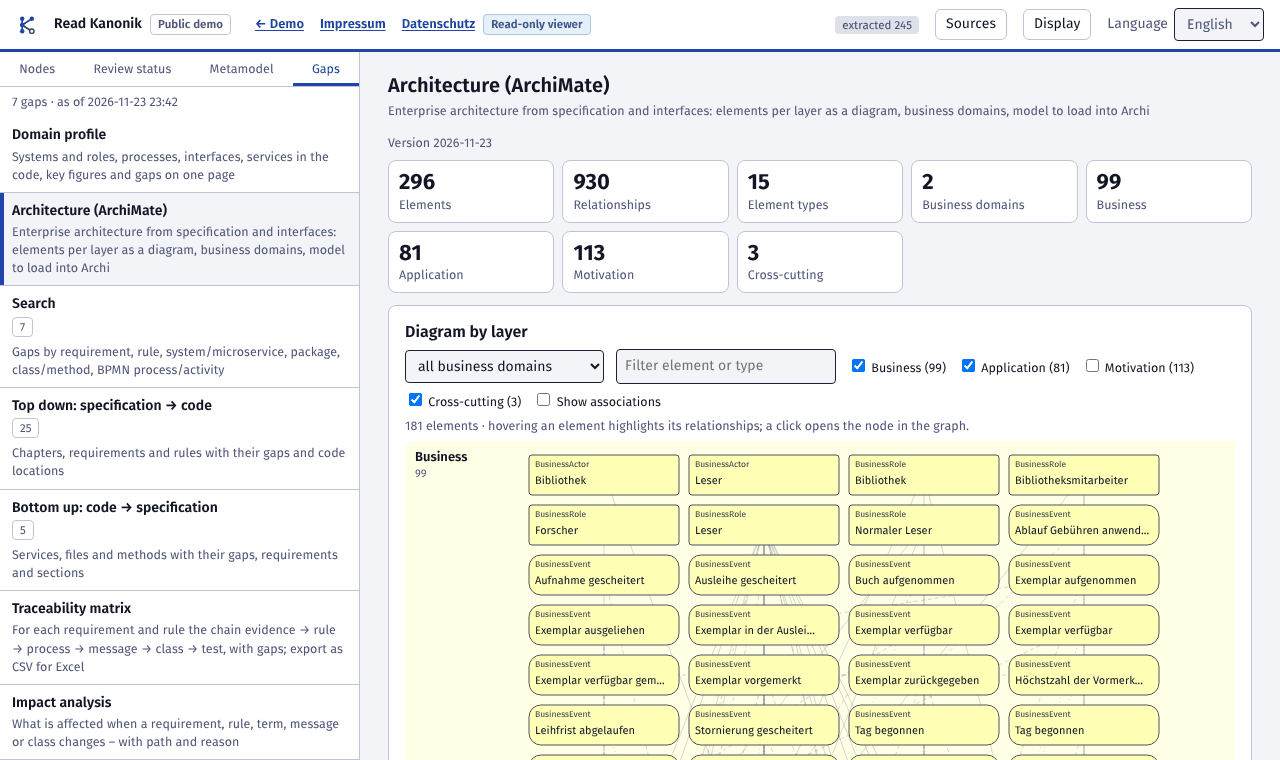 Read Kanonik Public demo ← Demo Impressum Datenschutz Read-only viewer extracted 245 Sources Display Language English
Nodes Review status Metamodel Gaps
7 gaps · as of 2026-11-23 23:42
Domain profile
Systems and roles, processes, interfaces, services in the
code, key figures and gaps on one page
Architecture (ArchiMate)
Enterprise architecture from specification and interfaces:
elements per layer as a diagram, business domains, model
to load into Archi
Search
7
Gaps by requirement, rule, system/microservice, package,
class/method, BPMN process/activity
Top down: specification → code
25
Chapters, requirements and rules with their gaps and code
locations
Bottom up: code → specification
5
Services, files and methods with their gaps, requirements
and sections
Traceability matrix
For each requirement and rule the chain evidence → rule
→ process → message → class → test, with gaps; export as
CSV for Excel
Impact analysis
What is affected when a requirement, rule, term, message
or class changes – with path and reason
Architecture (ArchiMate)
Enterprise architecture from specification and interfaces: elements per layer as a diagram, business domains, model to load into Archi
Version 2026-11-23
296 930 15 2 99
Elements Relationships Element types Business domains Business
81 113 3
Application Motivation Cross-cutting
Diagram by layer
all business domains Filter element or type Business (99) Application (81) Motivation (113)
Cross-cutting (3) Show associations
181 elements · hovering an element highlights its relationships; a click opens the node in the graph.
Business
99
BusinessActor BusinessActor BusinessRole BusinessRole
Bibliothek Leser Bibliothek Bibliotheksmitarbeiter
BusinessRole BusinessRole BusinessRole BusinessEvent
Forscher Leser Normaler Leser Ablauf Gebühren anwend...
BusinessEvent BusinessEvent BusinessEvent BusinessEvent
Aufnahme gescheitert Ausleihe gescheitert Buch aufgenommen Exemplar aufgenommen
BusinessEvent BusinessEvent BusinessEvent BusinessEvent
Exemplar ausgeliehen Exemplar in der Auslei... Exemplar verfügbar Exemplar verfügbar
BusinessEvent BusinessEvent BusinessEvent BusinessEvent
Exemplar verfügbar gem... Exemplar vorgemerkt Exemplar zurückgegeben Höchstzahl der Vormerk...
BusinessEvent BusinessEvent BusinessEvent BusinessEvent
Leihfrist abgelaufen Stornierung gescheitert Tag begonnen Tag begonnen